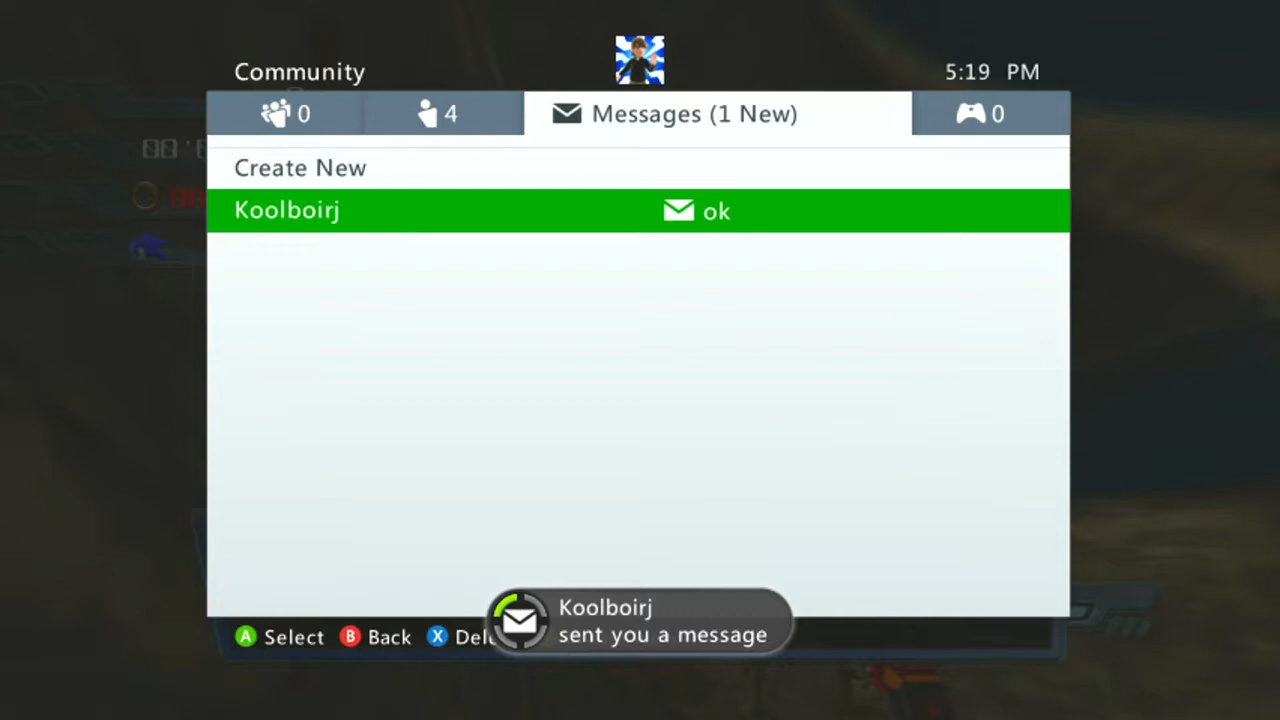 Community
5:19 PM
0
4
Messages (1 New)
0
Create New
Koolboirj
ok
Koolboirj
sent you a message
A Select
B Back
X